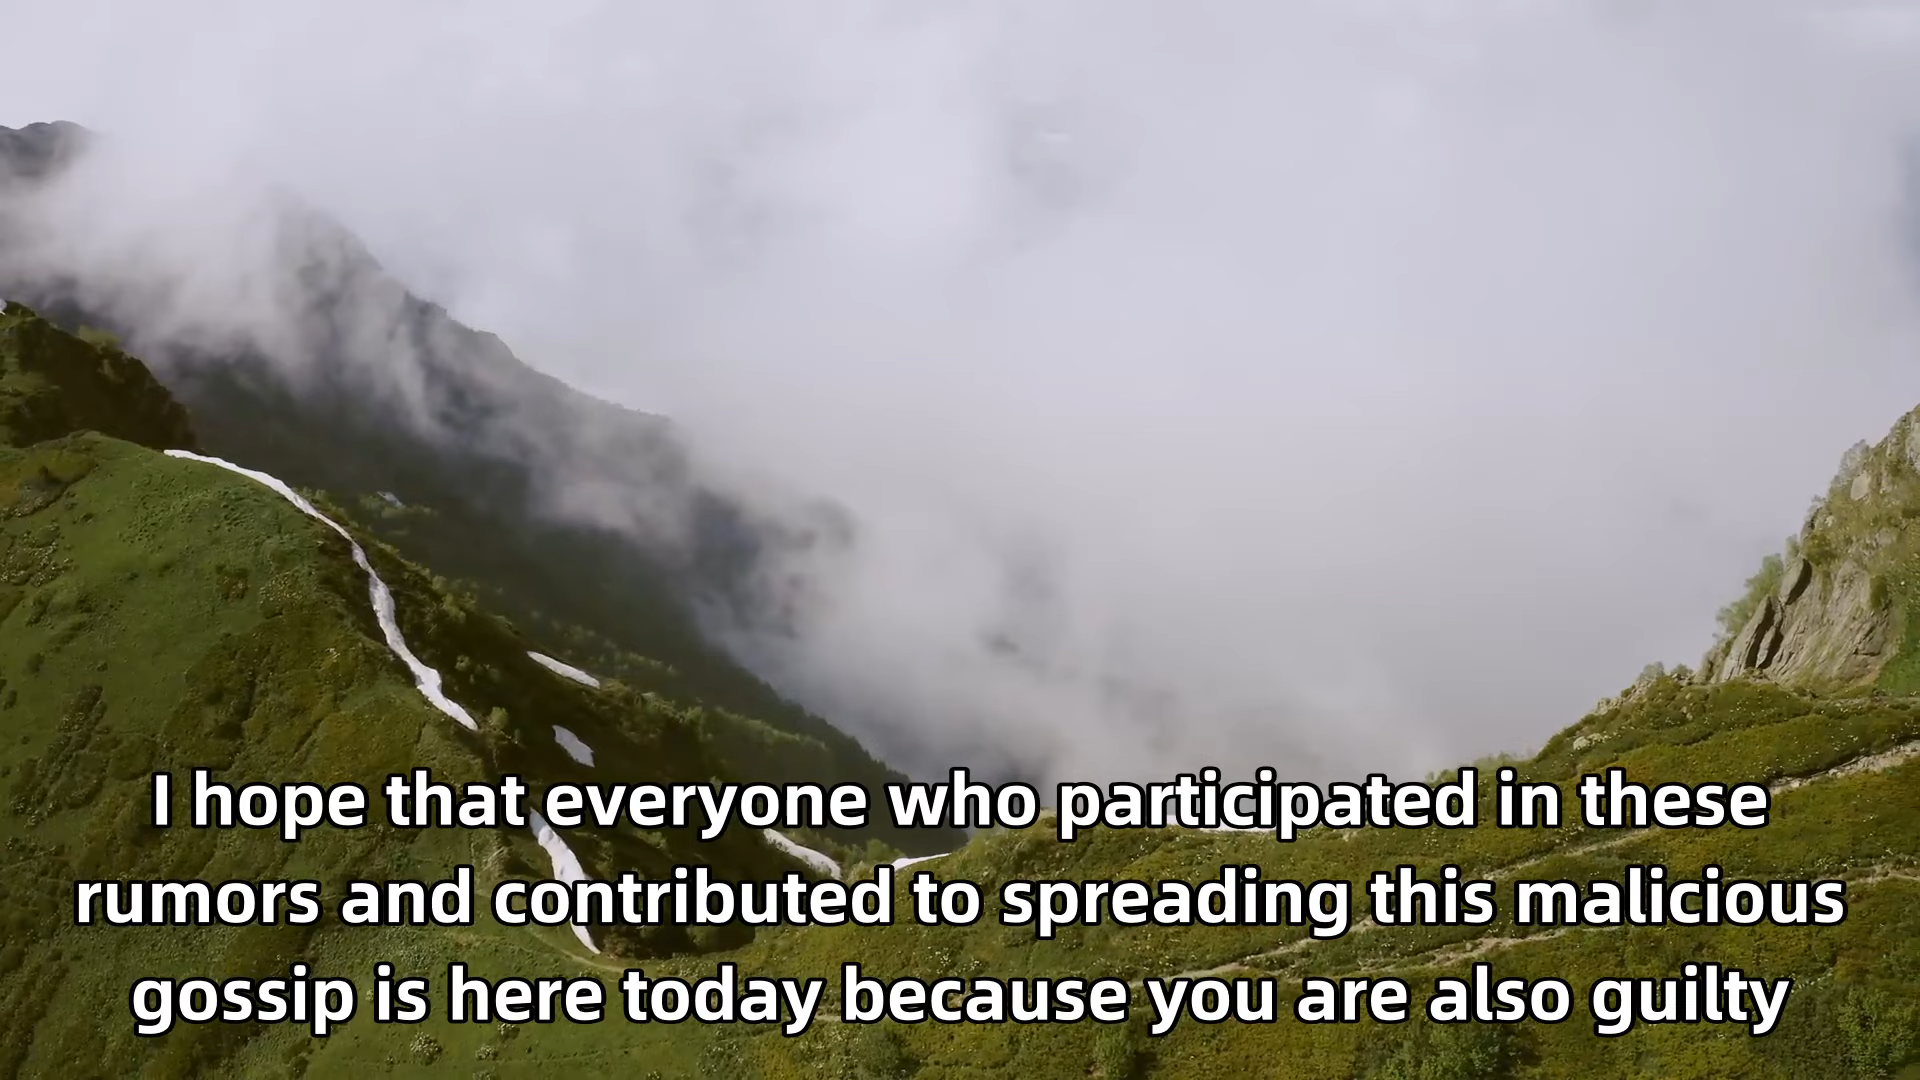 I hope that everyone who participated in these
rumors and contributed to spreading this malicious
gossip is here today because you are also guilty